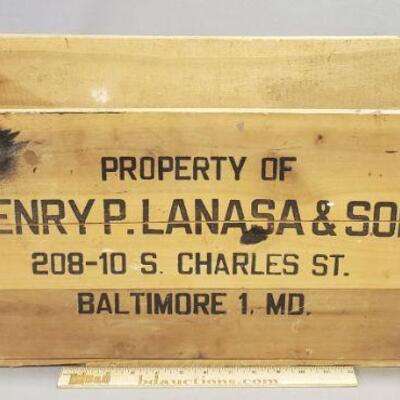 PROPERTY OF
ENRY P. LANASA & SO
208-10 S. CHARLES ST.
BALTIMORE 1, MD.
bdauctions.com